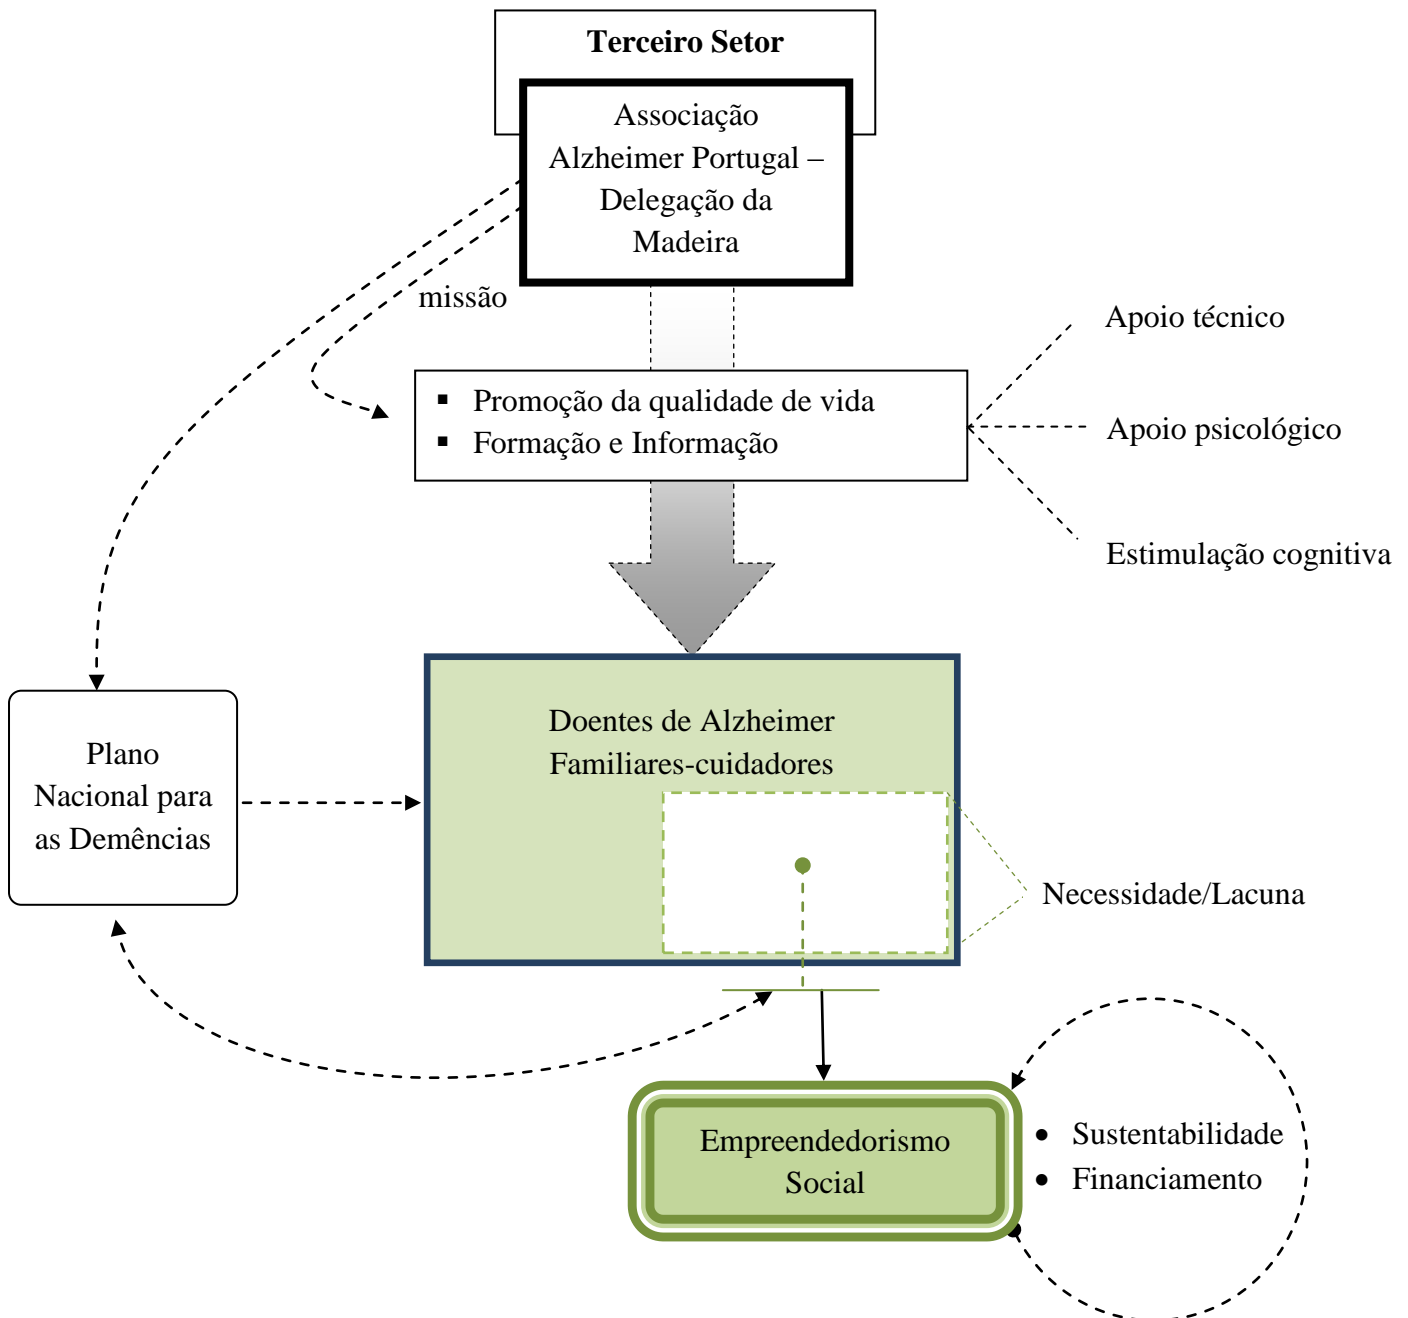 Terceiro Setor
Associação
Alzheimer Portugal –
Delegação da
Madeira
missão
Apoio técnico
▪ Promoção da qualidade de vida
▪ Formação e Informação
Apoio psicológico
Estimulação cognitiva
Doentes de Alzheimer
Familiares-cuidadores
Plano
Nacional para
as Demências
Necessidade/Lacuna
Empreendedorismo
Social
• Sustentabilidade
• Financiamento